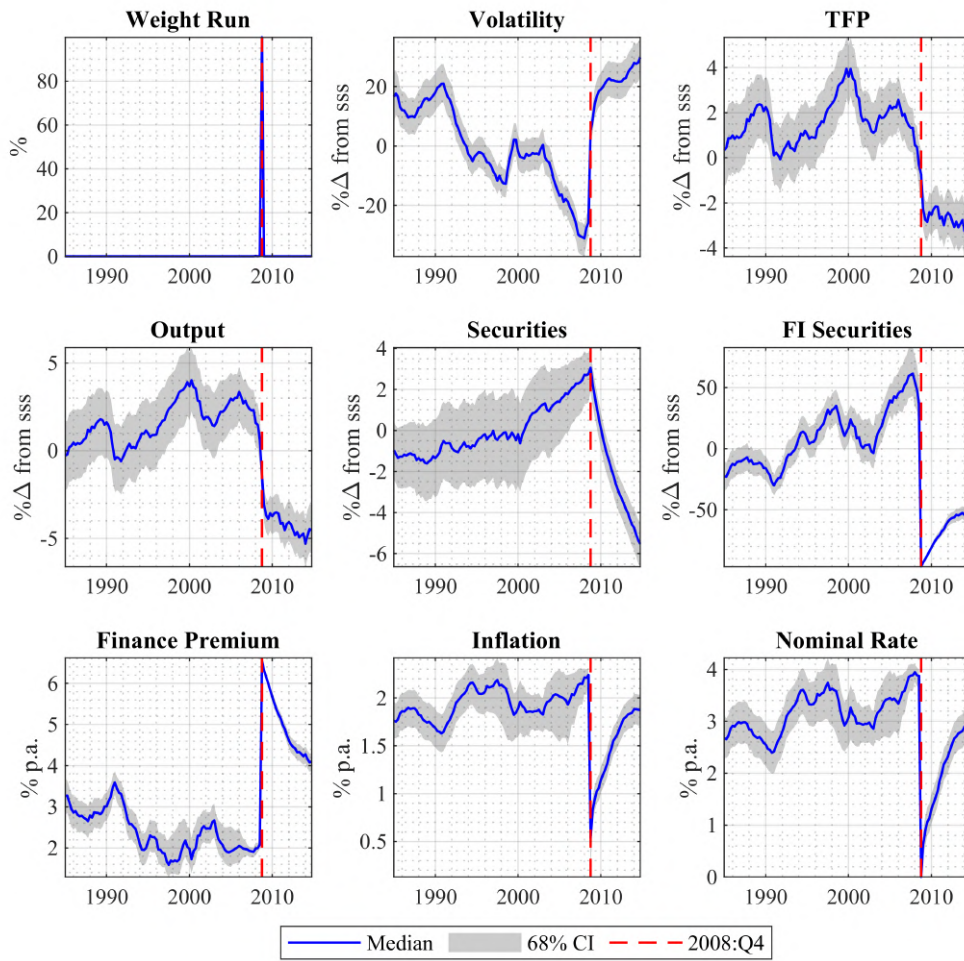 Weight Run
%
80
60
40
20
0
1990 2000 2010
Volatility
%Δ from sss
20
0
-20
1990 2000 2010
TFP
%Δ from sss
4
2
0
-2
-4
1990 2000 2010
Output
%Δ from sss
5
0
-5
1990 2000 2010
Securities
%Δ from sss
4
2
0
-2
-4
-6
1990 2000 2010
FI Securities
%Δ from sss
50
0
-50
1990 2000 2010
Finance Premium
% p.a.
6
5
4
3
2
1990 2000 2010
Inflation
% p.a.
2
1.5
1
0.5
1990 2000 2010
Nominal Rate
% p.a.
4
3
2
1
0
1990 2000 2010
Median 68% CI 2008:Q4